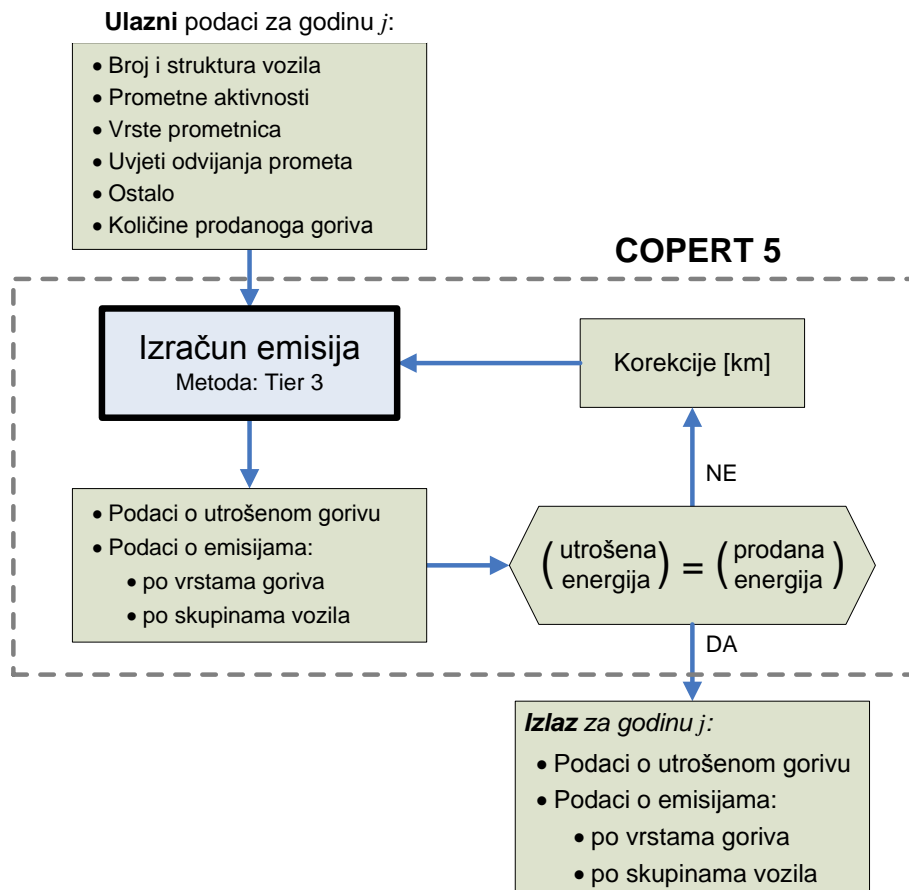 Ulazni podaci za godinu j:
• Broj i struktura vozila
• Prometne aktivnosti
• Vrste prometnica
• Uvjeti odvijanja prometa
• Ostalo
• Količine prodanoga goriva
COPERT 5
Izračun emisija
Metoda: Tier 3
Korekcije [km]
NE
• Podaci o utrošenom gorivu
• Podaci o emisijama:
• po vrstama goriva
• po skupinama vozila
(utrošena energija) = (prodana energija)
DA
Izlaz za godinu j:
• Podaci o utrošenom gorivu
• Podaci o emisijama:
• po vrstama goriva
• po skupinama vozila